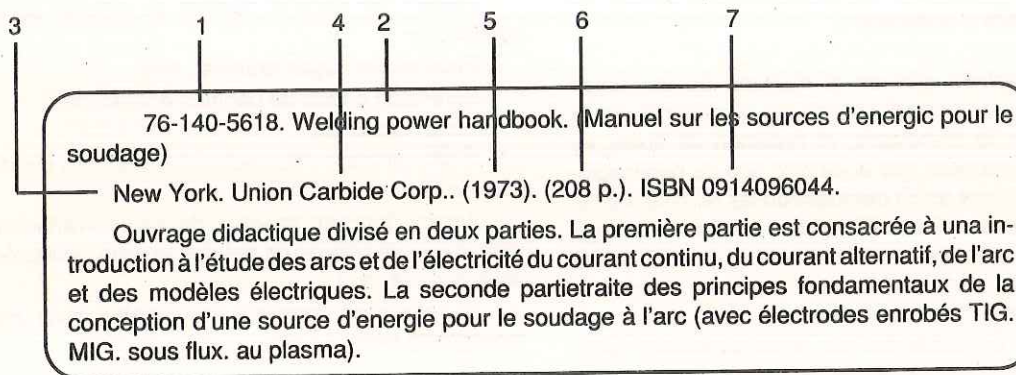 3 1 4 2 5 6 7
76-140-5618. Welding power handbook. (Manuel sur les sources d'energic pour le
soudage)
New York. Union Carbide Corp.. (1973). (208 p.). ISBN 0914096044.
Ouvrage didactique divisé en deux parties. La première partie est consacrée à una in-
troduction à l'étude des arcs et de l'électricité du courant continu, du courant alternatif, de l'arc
et des modèles électriques. La seconde partietraite des principes fondamentaux de la
conception d'une source d'energie pour le soudage à l'arc (avec électrodes enrobés TIG.
MIG. sous flux. au plasma).